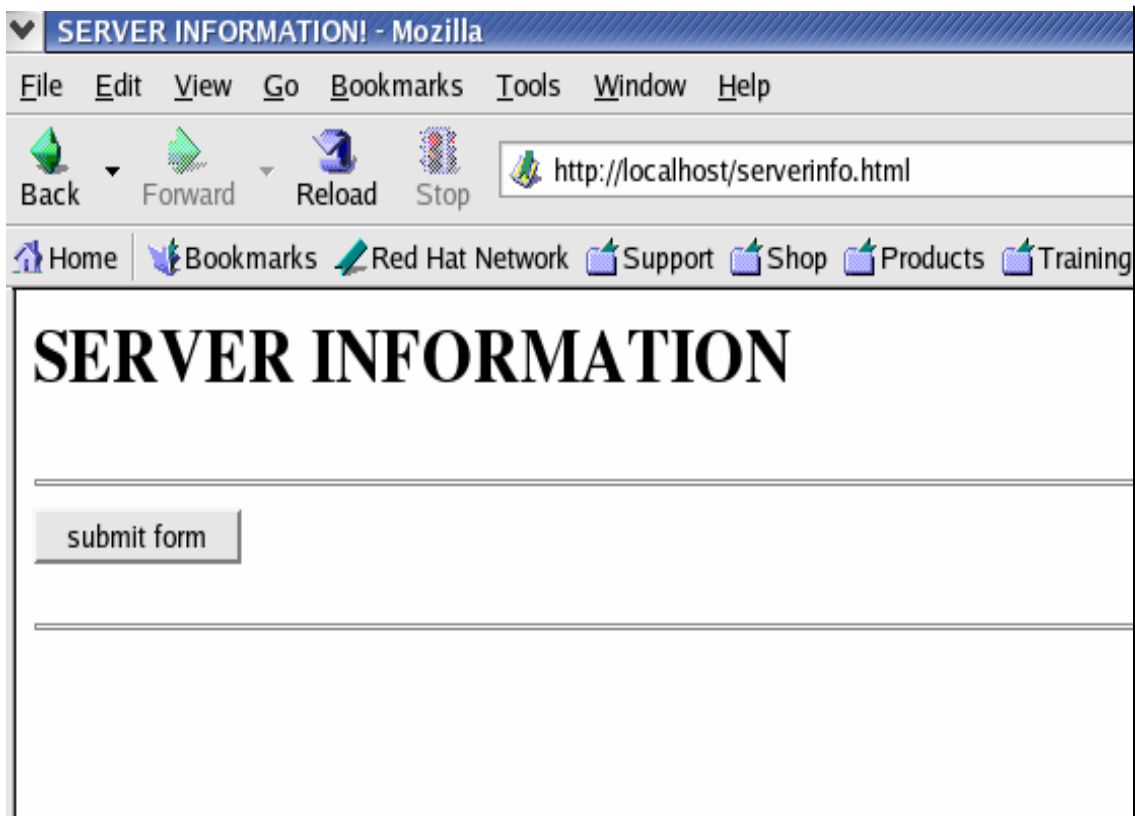 SERVER INFORMATION! - Mozilla
File Edit View Go Bookmarks Tools Window Help
Back Forward Reload Stop http://localhost/serverinfo.html
Home Bookmarks Red Hat Network Support Shop Products Training
SERVER INFORMATION
submit form